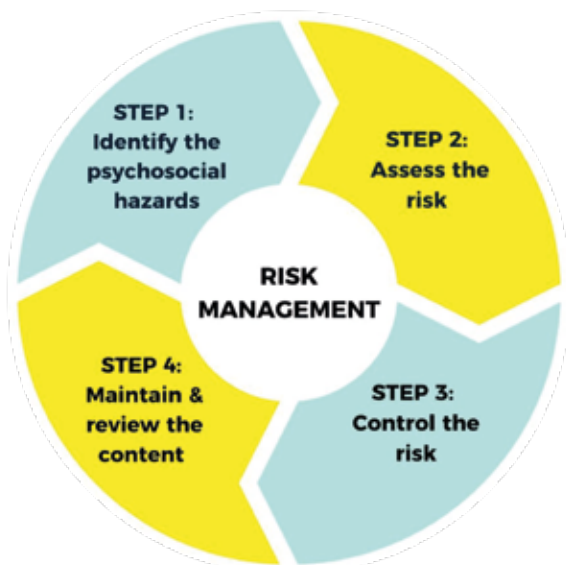 STEP 1:
Identify the
psychosocial
hazards
STEP 2:
Assess the
risk
RISK
MANAGEMENT
STEP 3:
Control the
risk
STEP 4:
Maintain &
review the
content